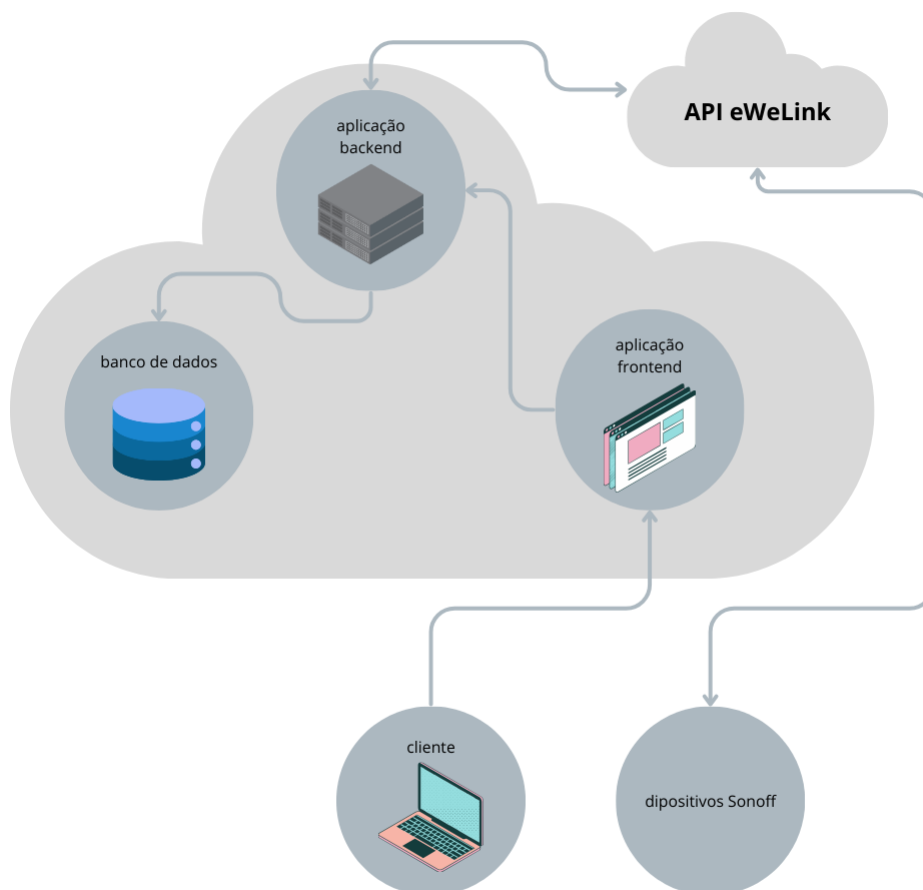 API eWeLink
aplicação
backend
banco de dados
aplicação
frontend
cliente
dipositivos Sonoff